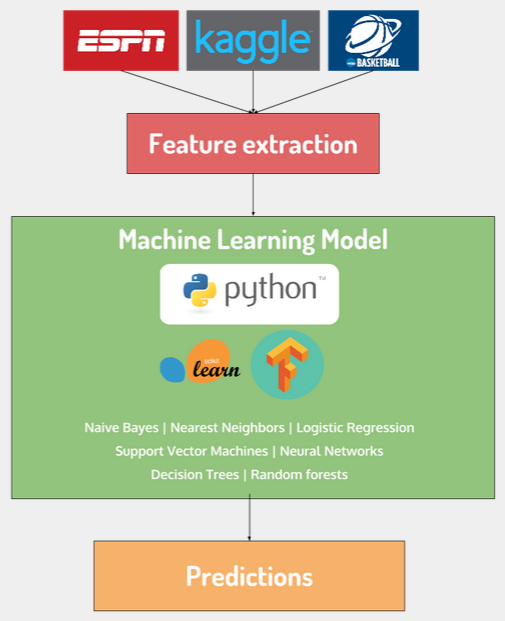 ESPN
kaggle
NCAA BASKETBALL
Feature extraction
Machine Learning Model
python™
scikit
learn
Naive Bayes | Nearest Neighbors | Logistic Regression
Support Vector Machines | Neural Networks
Decision Trees | Random forests
Predictions